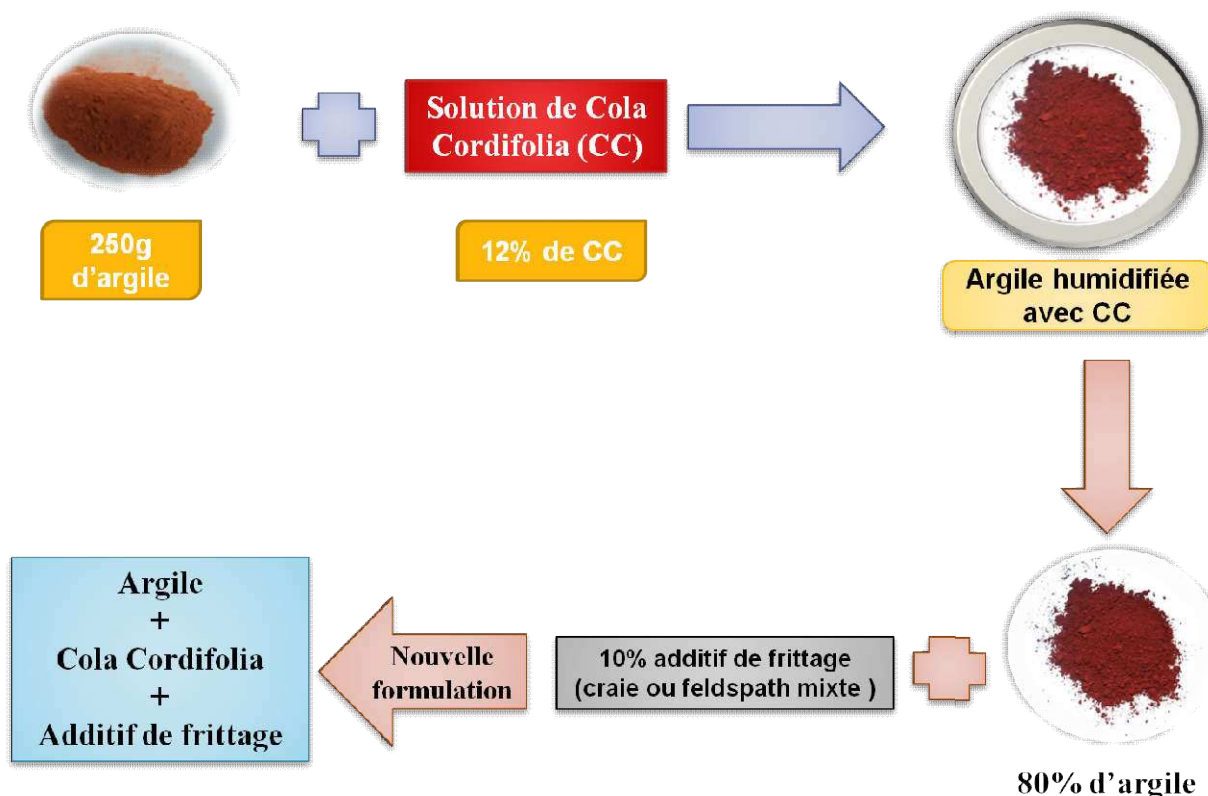 Solution de Cola
Cordifolia (CC)
250g
d'argile
12% de CC
Argile humidifiée
avec CC
Argile
+
Cola Cordifolia
+
Additif de frittage
Nouvelle
formulation
10% additif de frittage
(craie ou feldspath mixte )
80% d'argile